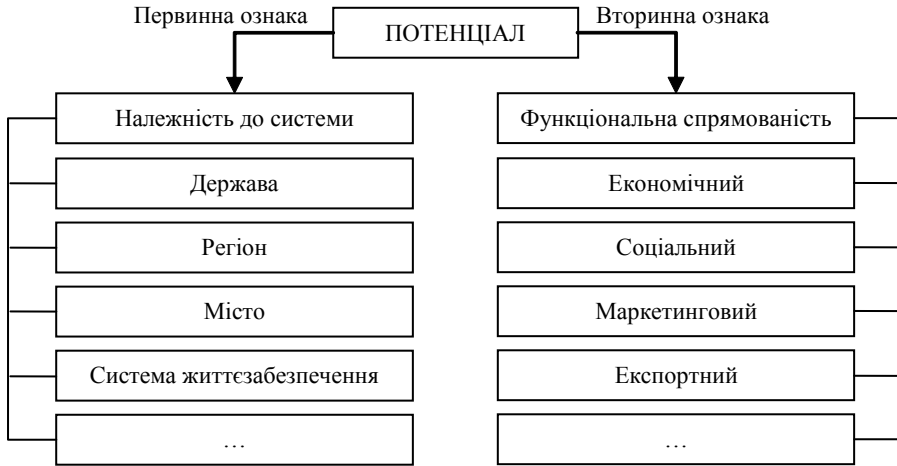 Первинна ознака
ПОТЕНЦІАЛ
Вторинна ознака
Належність до системи
Держава
Регіон
Місто
Система життєзабезпечення
…
Функціональна спрямованість
Економічний
Соціальний
Маркетинговий
Експортний
…